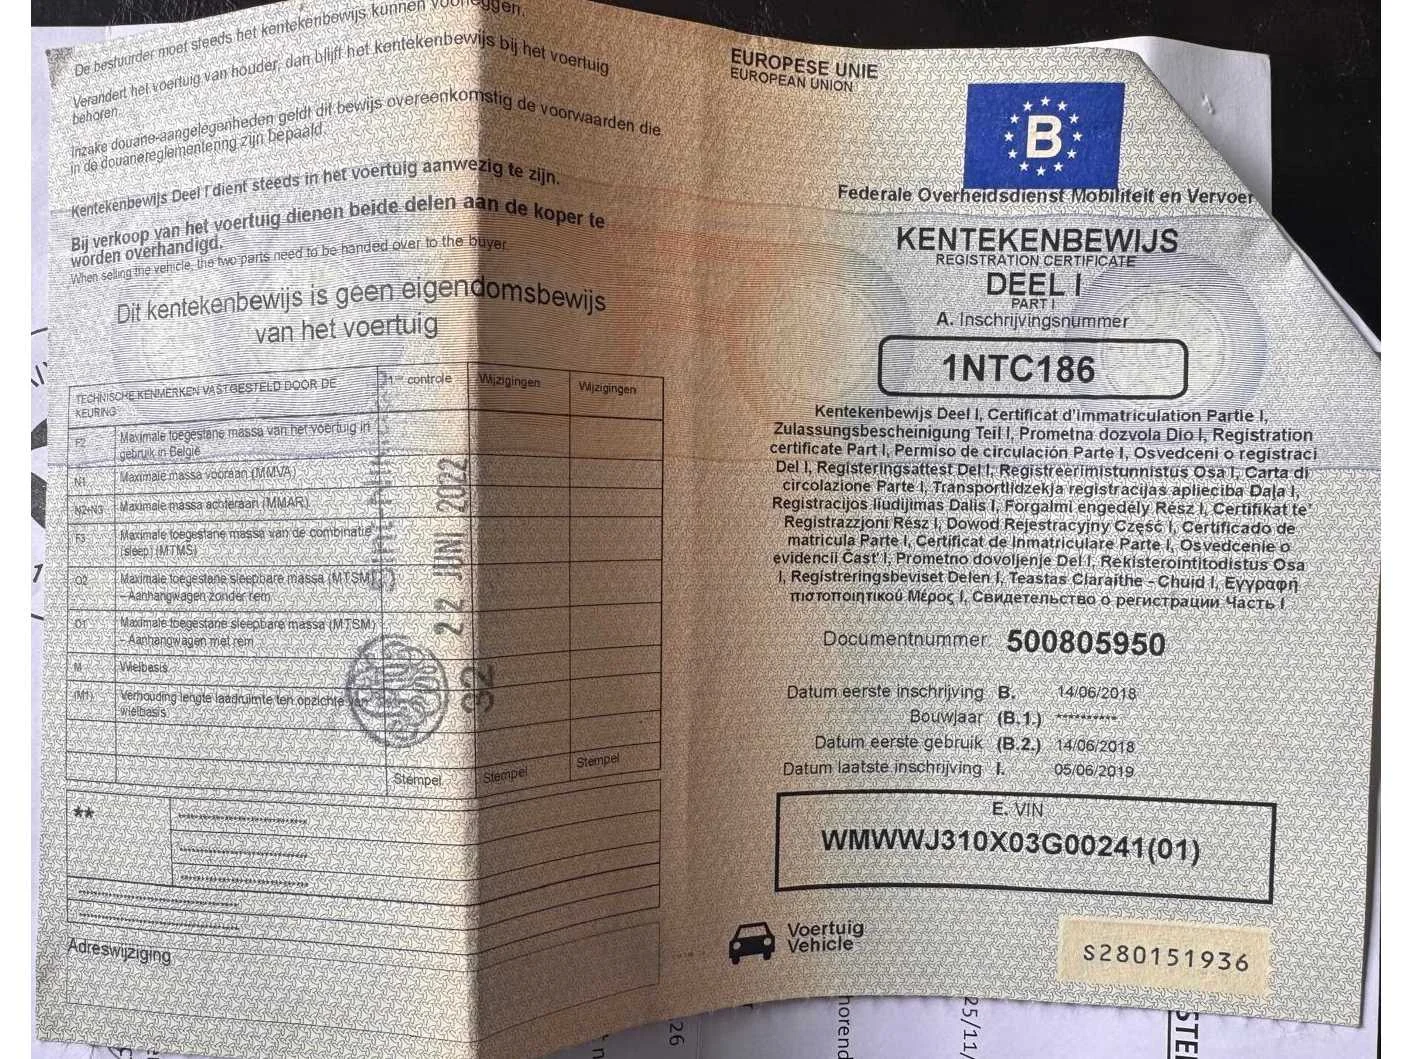 De bestuurder moet steeds het kentekenbewijs kunnen voorleggen.
Verandert het voertuig van houder, dan blijft het kentekenbewijs bij het voertuig
behoren.
Inzake douane-aangelegenheden geldt dit bewijs overeenkomstig de voorwaarden die
in de douanereglementering zijn bepaald.
Kentekenbewijs Deel I dient steeds in het voertuig aanwezig te zijn.
Bij verkoop van het voertuig dienen beide delen aan de koper te
worden overhandigd.
When selling the vehicle, the two parts need to be handed over to the buyer.
Dit kentekenbewijs is geen eigendomsbewijs
van het voertuig
TECHNISCHE KENMERKEN VASTGESTELD DOOR DE
KEURING
controle
Wijzigingen
Wijzigingen
F2 Maximale toegestane massa van het voertuig in
gebruik in België
N1 Maximale massa vooraan (MMVA)
N2+N3 Maximale massa achteraan (MMAR)
F3 Maximale toegestane massa van de combinatie
(sleep) (MTMS)
O2 Maximale toegestane sleepbare massa (MTSM)
– Aanhangwagen zonder rem
O1 Maximale toegestane sleepbare massa (MTSM)
– Aanhangwagen met rem
M Wielbasis
(M1) Verhouding lengte laadruimte ten opzichte van
wielbasis
Stempel
Stempel
Stempel
22 JUNI 2022
32
**
Adreswijziging
EUROPESE UNIE
EUROPEAN UNION
B
Federale Overheidsdienst Mobiliteit en Vervoer
KENTEKENBEWIJS
REGISTRATION CERTIFICATE
DEEL I
PART I
A. Inschrijvingsnummer
1NTC186
Kentekenbewijs Deel I, Certificat d'immatriculation Partie I,
Zulassungsbescheinigung Teil I, Prometna dozvola Dio I, Registration
certificate Part I, Permiso de circulación Parte I, Osvedceni o registraci
Del I, Registeringsattest Del I, Registreerimistunnistus Osa I, Carta di
circolazione Parte I, Transportlidzekja registracijas aplieciba Daļa I,
Registracijos liudijimas Dalis I, Forgalmi engedély Rész I, Certifikat te'
Registrazzjoni Rész I, Dowod Rejestracyjny Część I, Certificado de
matricula Parte I, Certificat de Inmatriculare Parte I, Osvedcenie o
evidencii Cast' I, Prometno dovoljenje Del I, Rekisterointitodistus Osa
I, Registreringsbeviset Delen I, Teastas Claraithe - Chuid I, Εγγραφή
πιστοποιητικού Μέρος I, Свидетельство о регистрации Часть I
Documentnummer 500805950
Datum eerste inschrijving B. 14/06/2018
Bouwjaar (B.1.) **********
Datum eerste gebruik (B.2.) 14/06/2018
Datum laatste inschrijving I. 05/06/2019
E. VIN
WMWWJ310X03G00241(01)
Voertuig
Vehicle
S280151936
26
horend
25/11/
STE